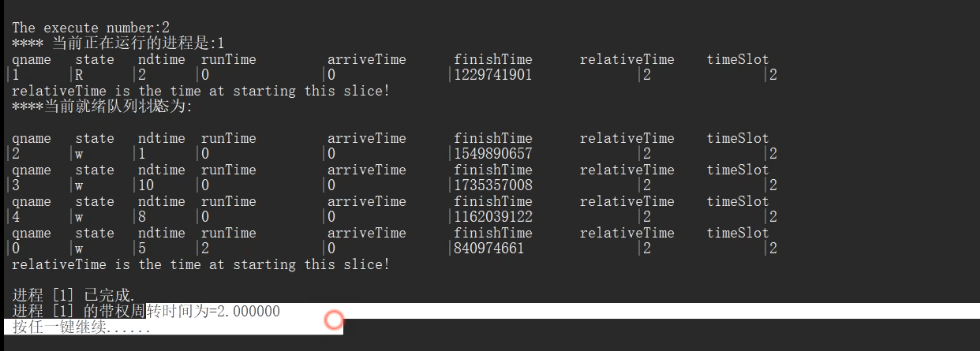 The execute number:2
**** 当前正在运行的进程是:1
qname state ndtime runTime arriveTime finishTime relativeTime timeSlot
|1 |R |2 |0 |0 |1229741901 |2 |2
relativeTime is the time at starting this slice!
****当前就绪队列状态为:
qname state ndtime runTime arriveTime finishTime relativeTime timeSlot
|2 |w |1 |0 |0 |1549890657 |2 |2
qname state ndtime runTime arriveTime finishTime relativeTime timeSlot
|3 |w |10 |0 |0 |1735357008 |2 |2
qname state ndtime runTime arriveTime finishTime relativeTime timeSlot
|4 |w |8 |0 |0 |1162039122 |2 |2
qname state ndtime runTime arriveTime finishTime relativeTime timeSlot
|0 |w |5 |2 |0 |840974661 |2 |2
relativeTime is the time at starting this slice!
进程 [1] 已完成.
进程 [1] 的带权周转时间为=2.000000
按任一键继续......